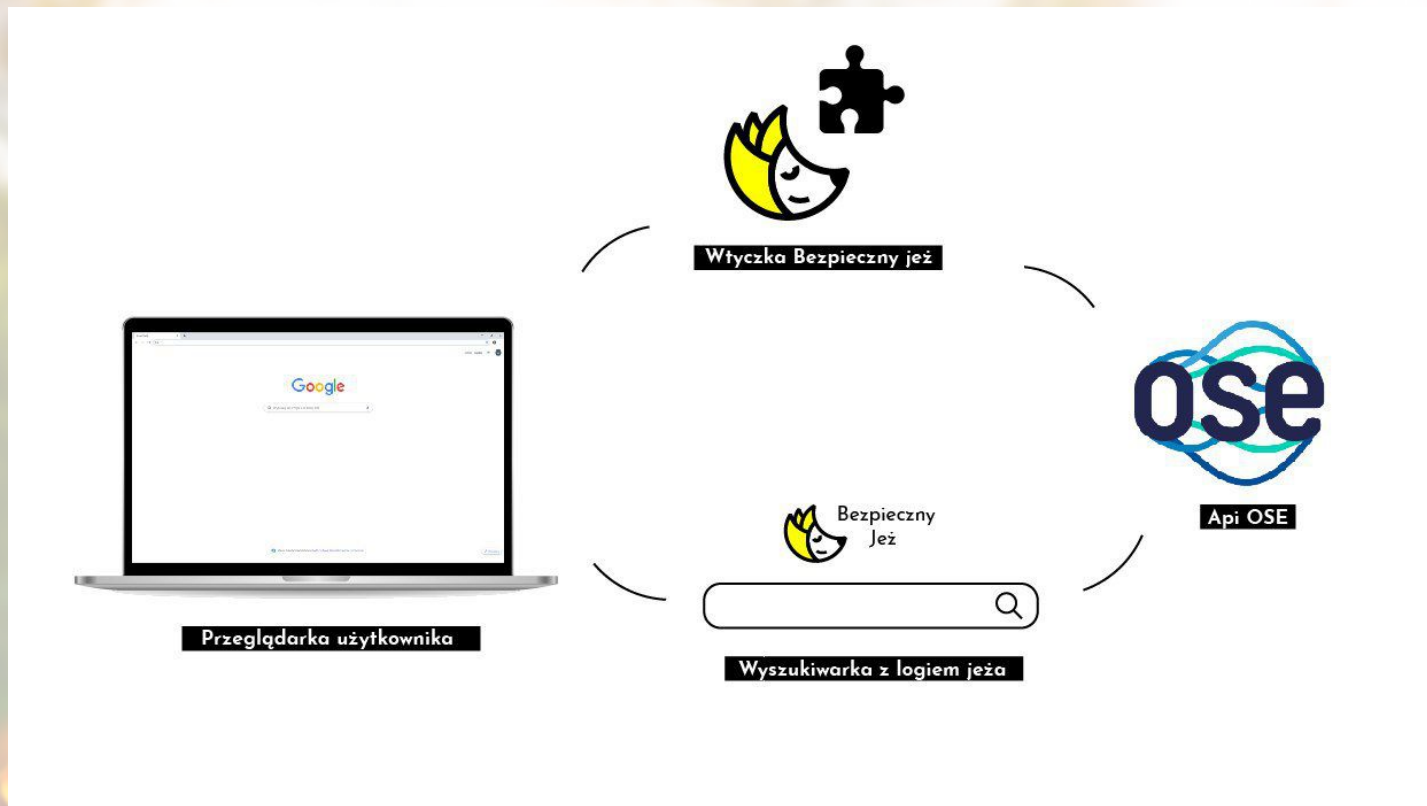 Wtyczka Bezpieczny jeż
Google
ose
Api OSE
Bezpieczny
Jeż
Przeglądarka użytkownika
Wyszukiwarka z logiem jeża